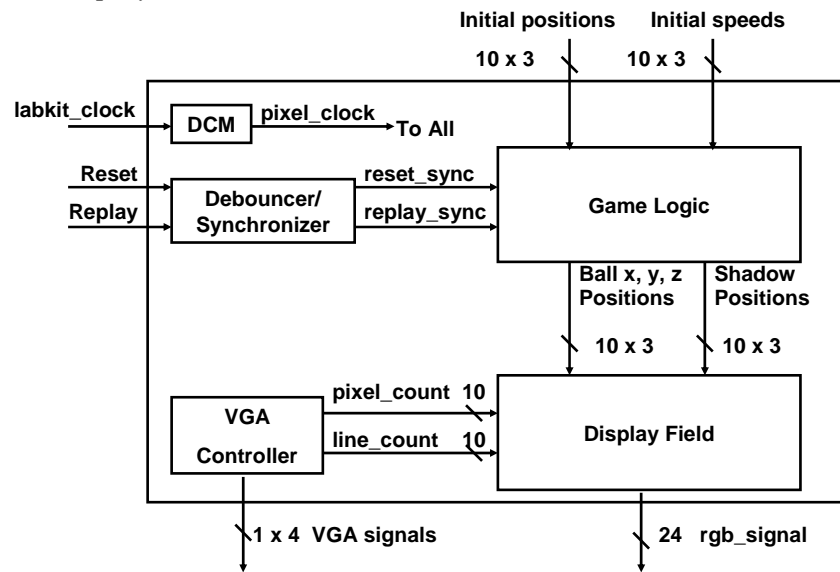 Initial positions
Initial speeds
10 x 3
10 x 3
labkit_clock
DCM
pixel_clock
To All
Reset
Replay
Debouncer/
Synchronizer
reset_sync
replay_sync
Game Logic
Ball x, y, z
Positions
Shadow
Positions
10 x 3
10 x 3
VGA
Controller
pixel_count 10
line_count 10
Display Field
1 x 4 VGA signals
24 rgb_signal